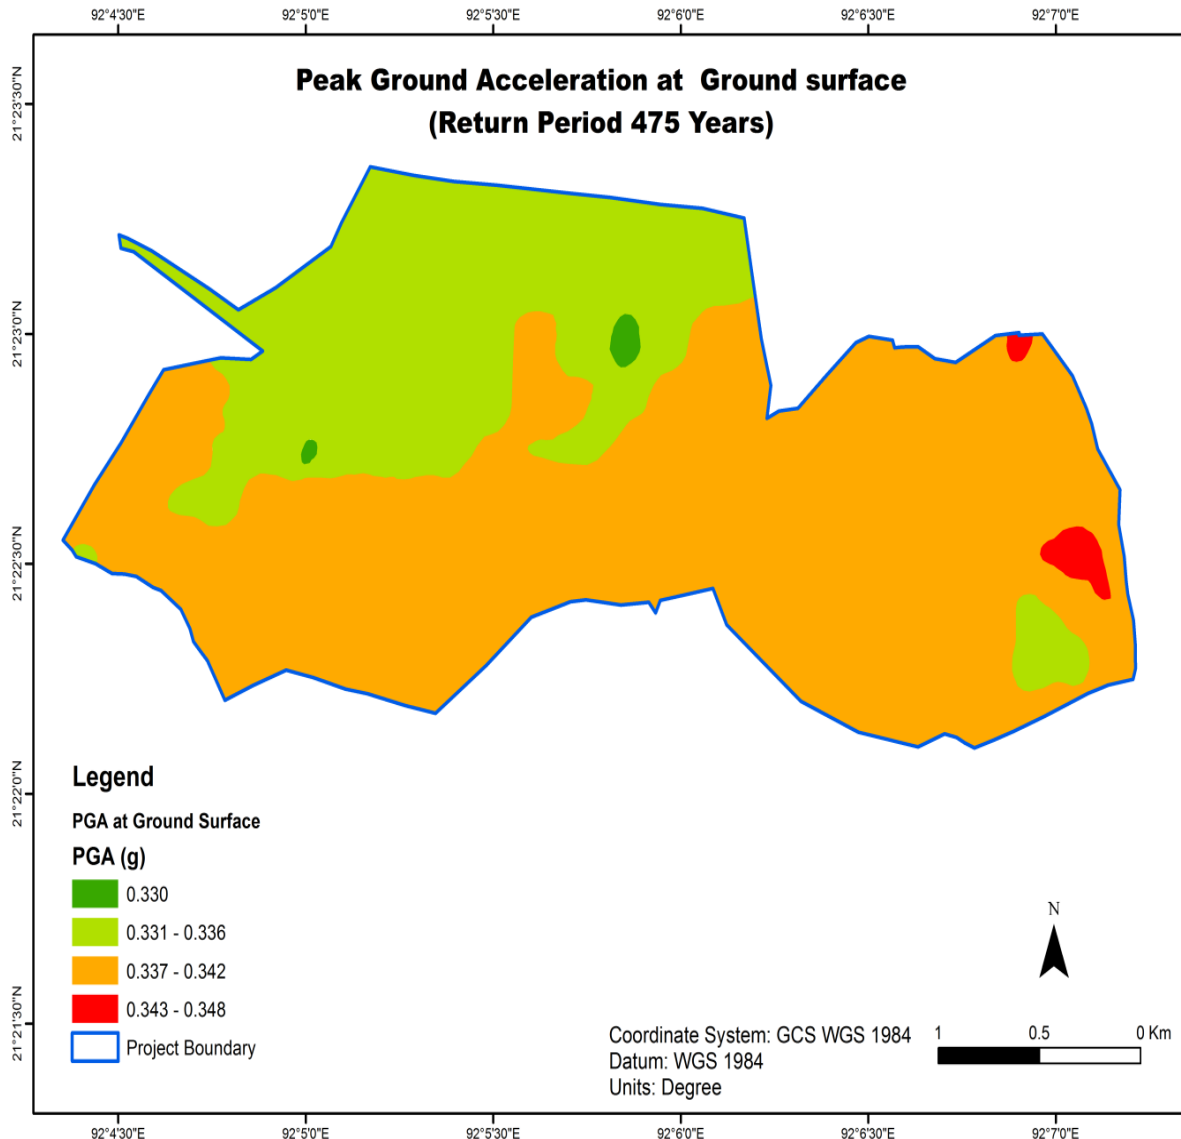 92°4'30"E 92°5'0"E 92°5'30"E 92°6'0"E 92°6'30"E 92°7'0"E
Peak Ground Acceleration at Ground surface
(Return Period 475 Years)
21°23'30"N
21°23'0"N
21°22'30"N
21°22'0"N
21°21'30"N
Legend
PGA at Ground Surface
PGA (g)
0.330
0.331 - 0.336
0.337 - 0.342
0.343 - 0.348
Project Boundary
N
Coordinate System: GCS WGS 1984
Datum: WGS 1984
Units: Degree
1 0.5 0 Km
92°4'30"E 92°5'0"E 92°5'30"E 92°6'0"E 92°6'30"E 92°7'0"E